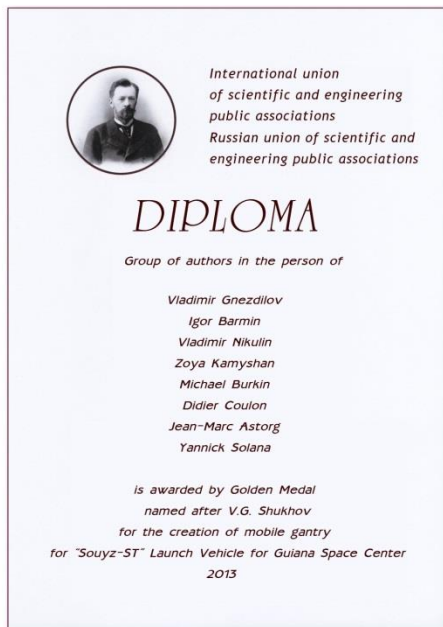 International union
of scientific and engineering
public associations
Russian union of scientific and
engineering public associations
DIPLOMA
Group of authors in the person of
Vladimir Gnezdilov
Igor Barmin
Vladimir Nikulin
Zoya Kamyshan
Michael Burkin
Didier Coulon
Jean-Marc Astorg
Yannick Solana
is awarded by Golden Medal
named after V.G. Shukhov
for the creation of mobile gantry
for "Souyz-ST" Launch Vehicle for Guiana Space Center
2013